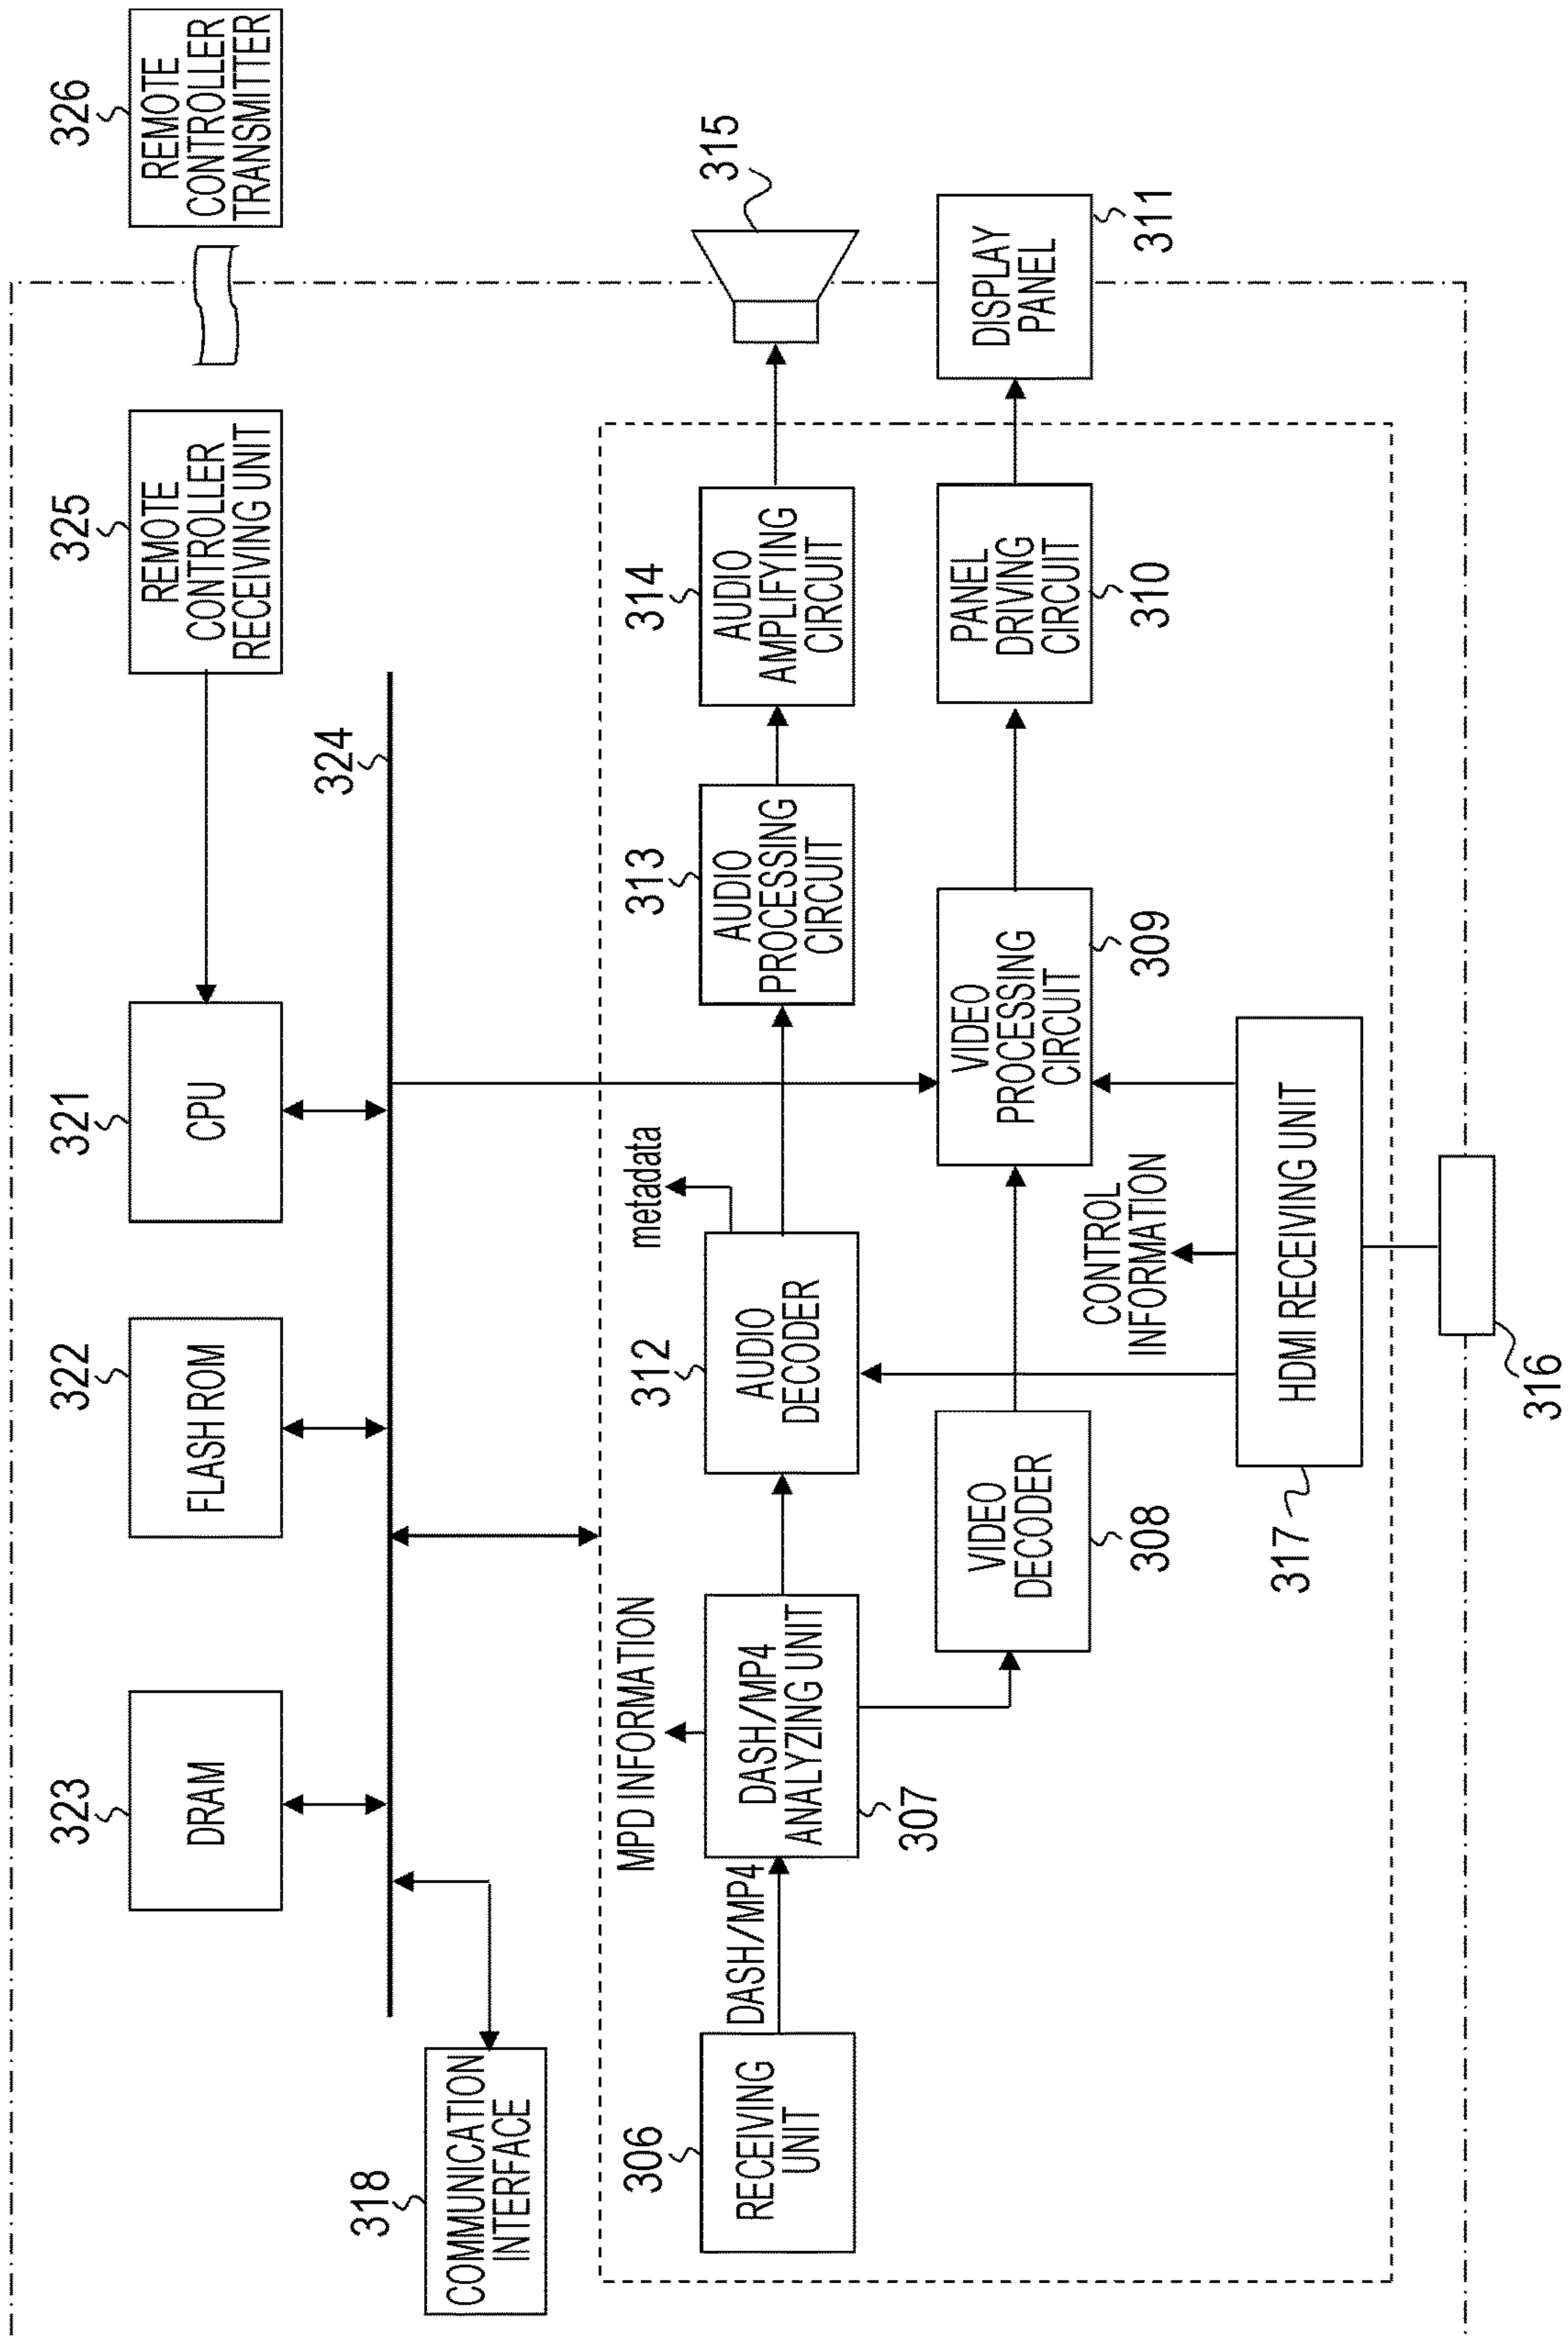 318
COMMUNICATION
INTERFACE
323
DRAM
322
FLASH ROM
321
CPU
324
325
REMOTE
CONTROLLER
RECEIVING UNIT
326
REMOTE
CONTROLLER
TRANSMITTER
306
RECEIVING
UNIT
DASH/MP4
MPD INFORMATION
DASH/MP4
ANALYZING UNIT
307
312
AUDIO
DECODER
metadata
313
AUDIO
PROCESSING
CIRCUIT
314
AUDIO
AMPLIFYING
CIRCUIT
315
VIDEO
DECODER
308
VIDEO
PROCESSING
CIRCUIT
309
PANEL
DRIVING
CIRCUIT
310
DISPLAY
PANEL
311
CONTROL
INFORMATION
317
HDMI RECEIVING UNIT
316